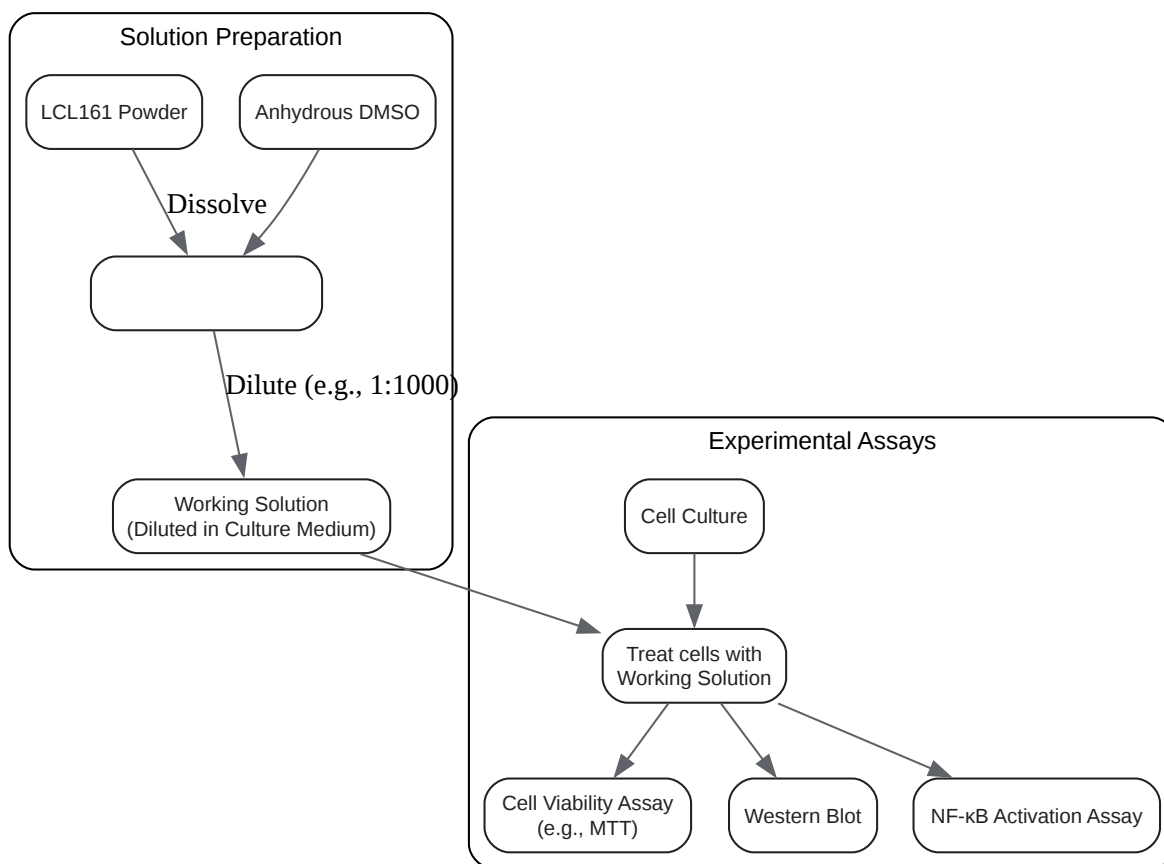 Solution Preparation
LCL161 Powder
Anhydrous DMSO
Dissolve
Dilute (e.g., 1:1000)
Working Solution
(Diluted in Culture Medium)
Experimental Assays
Cell Culture
Treat cells with
Working Solution
Cell Viability Assay
(e.g., MTT)
Western Blot
NF-κB Activation Assay